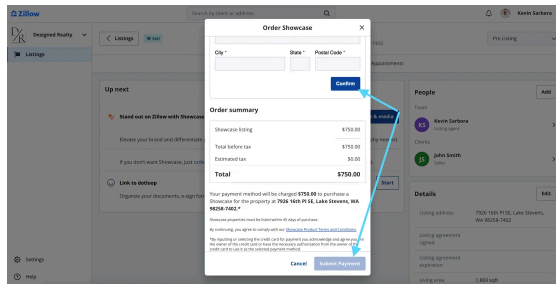 Zillow
Search by item or address
Kevin Sarbora
Designed Realty
Listings
Sell
Pre Listing
Listings
Order Showcase
City *
State *
Postal Code *
Confirm
7402
Appointments
Up next
Stand out on Zillow with Showcase
& media
Elevate your brand and differentiate
If you don't want Showcase, just
Link to dotloop
Start
Organize your documents, e-sign for
Order summary
Showcase listing $750.00
Total before tax $750.00
Estimated tax $0.00
Total $750.00
Your payment method will be charged $750.00 to purchase a
Showcase for the property at 7926 16th Pl SE, Lake Stevens, WA
98258-7402.*
Showcase properties must be listed within 45 days of purchase.
By continuing, you agree to comply with our Showcase Product Terms and Conditions.
*By inputting or selecting the credit card for payment you acknowledge and agree you are
the owner of the credit card or have the necessary authorization from the owner of the
credit card to use it as the selected payment method.
Cancel
Submit Payment
People
Add
Team
KS
Kevin Sarbora
Listing agent
Clients
JS
John Smith
Seller
Details
Edit
Listing address
7926 16th Pl SE, Lake Stevens,
WA 98258-7402
Listing agreement
signed
Listing agreement
expiration
Living area
1,869 sqft
Settings
Help